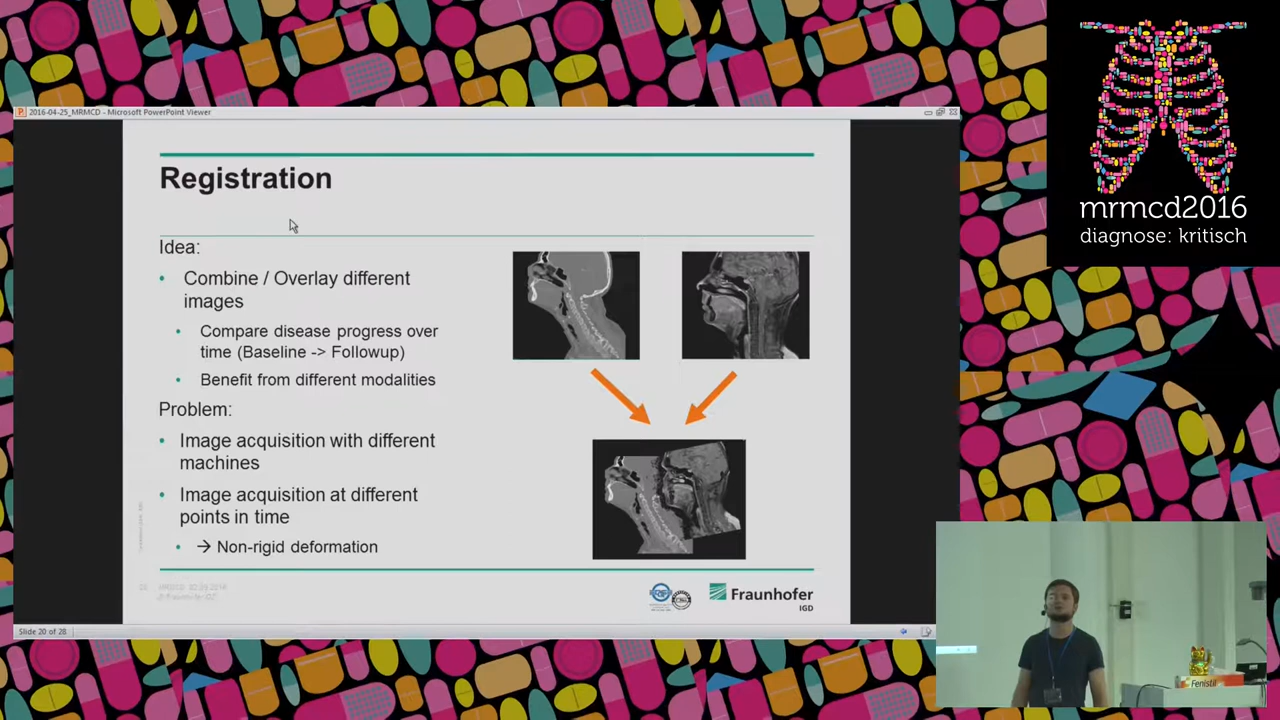 2016-04-25_MRMCD - Microsoft PowerPoint Viewer
Registration
Idea:
Combine / Overlay different
images
Compare disease progress over
time (Baseline -> Followup)
Benefit from different modalities
Problem:
Image acquisition with different
machines
Image acquisition at different
points in time
→ Non-rigid deformation
Fraunhofer
IGD
Slide 20 of 28
mrmcd2016
diagnose: kritisch
Fenistil